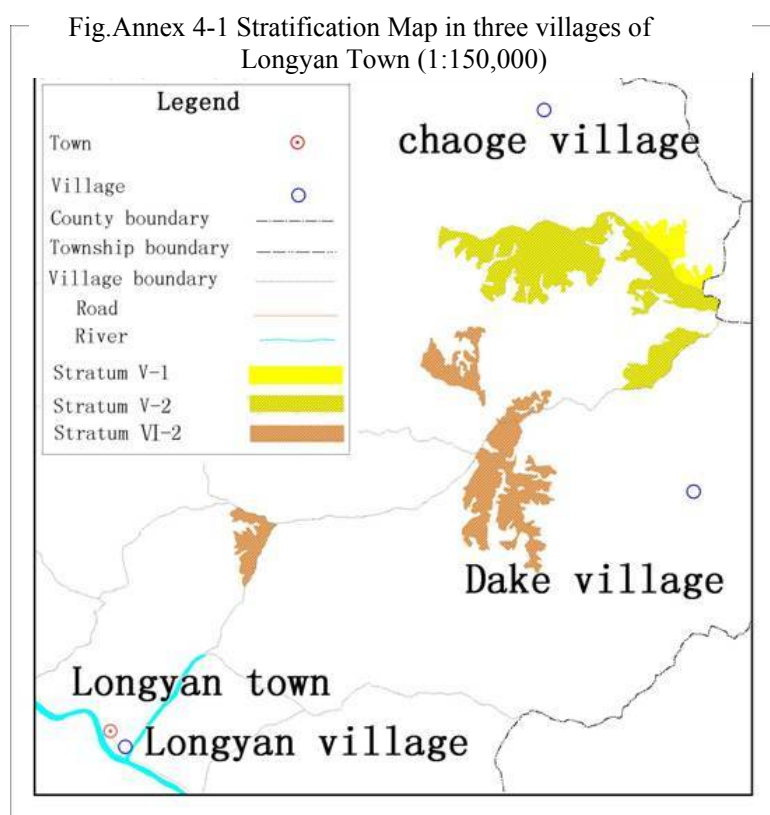 Fig.Annex 4-1 Stratification Map in three villages of
Longyan Town (1:150,000)
Legend
Town
Village
County boundary
Township boundary
Village boundary
Road
River
Stratum V-1
Stratum V-2
Stratum VI-2
chaoge village
Dake village
Longyan town
Longyan village